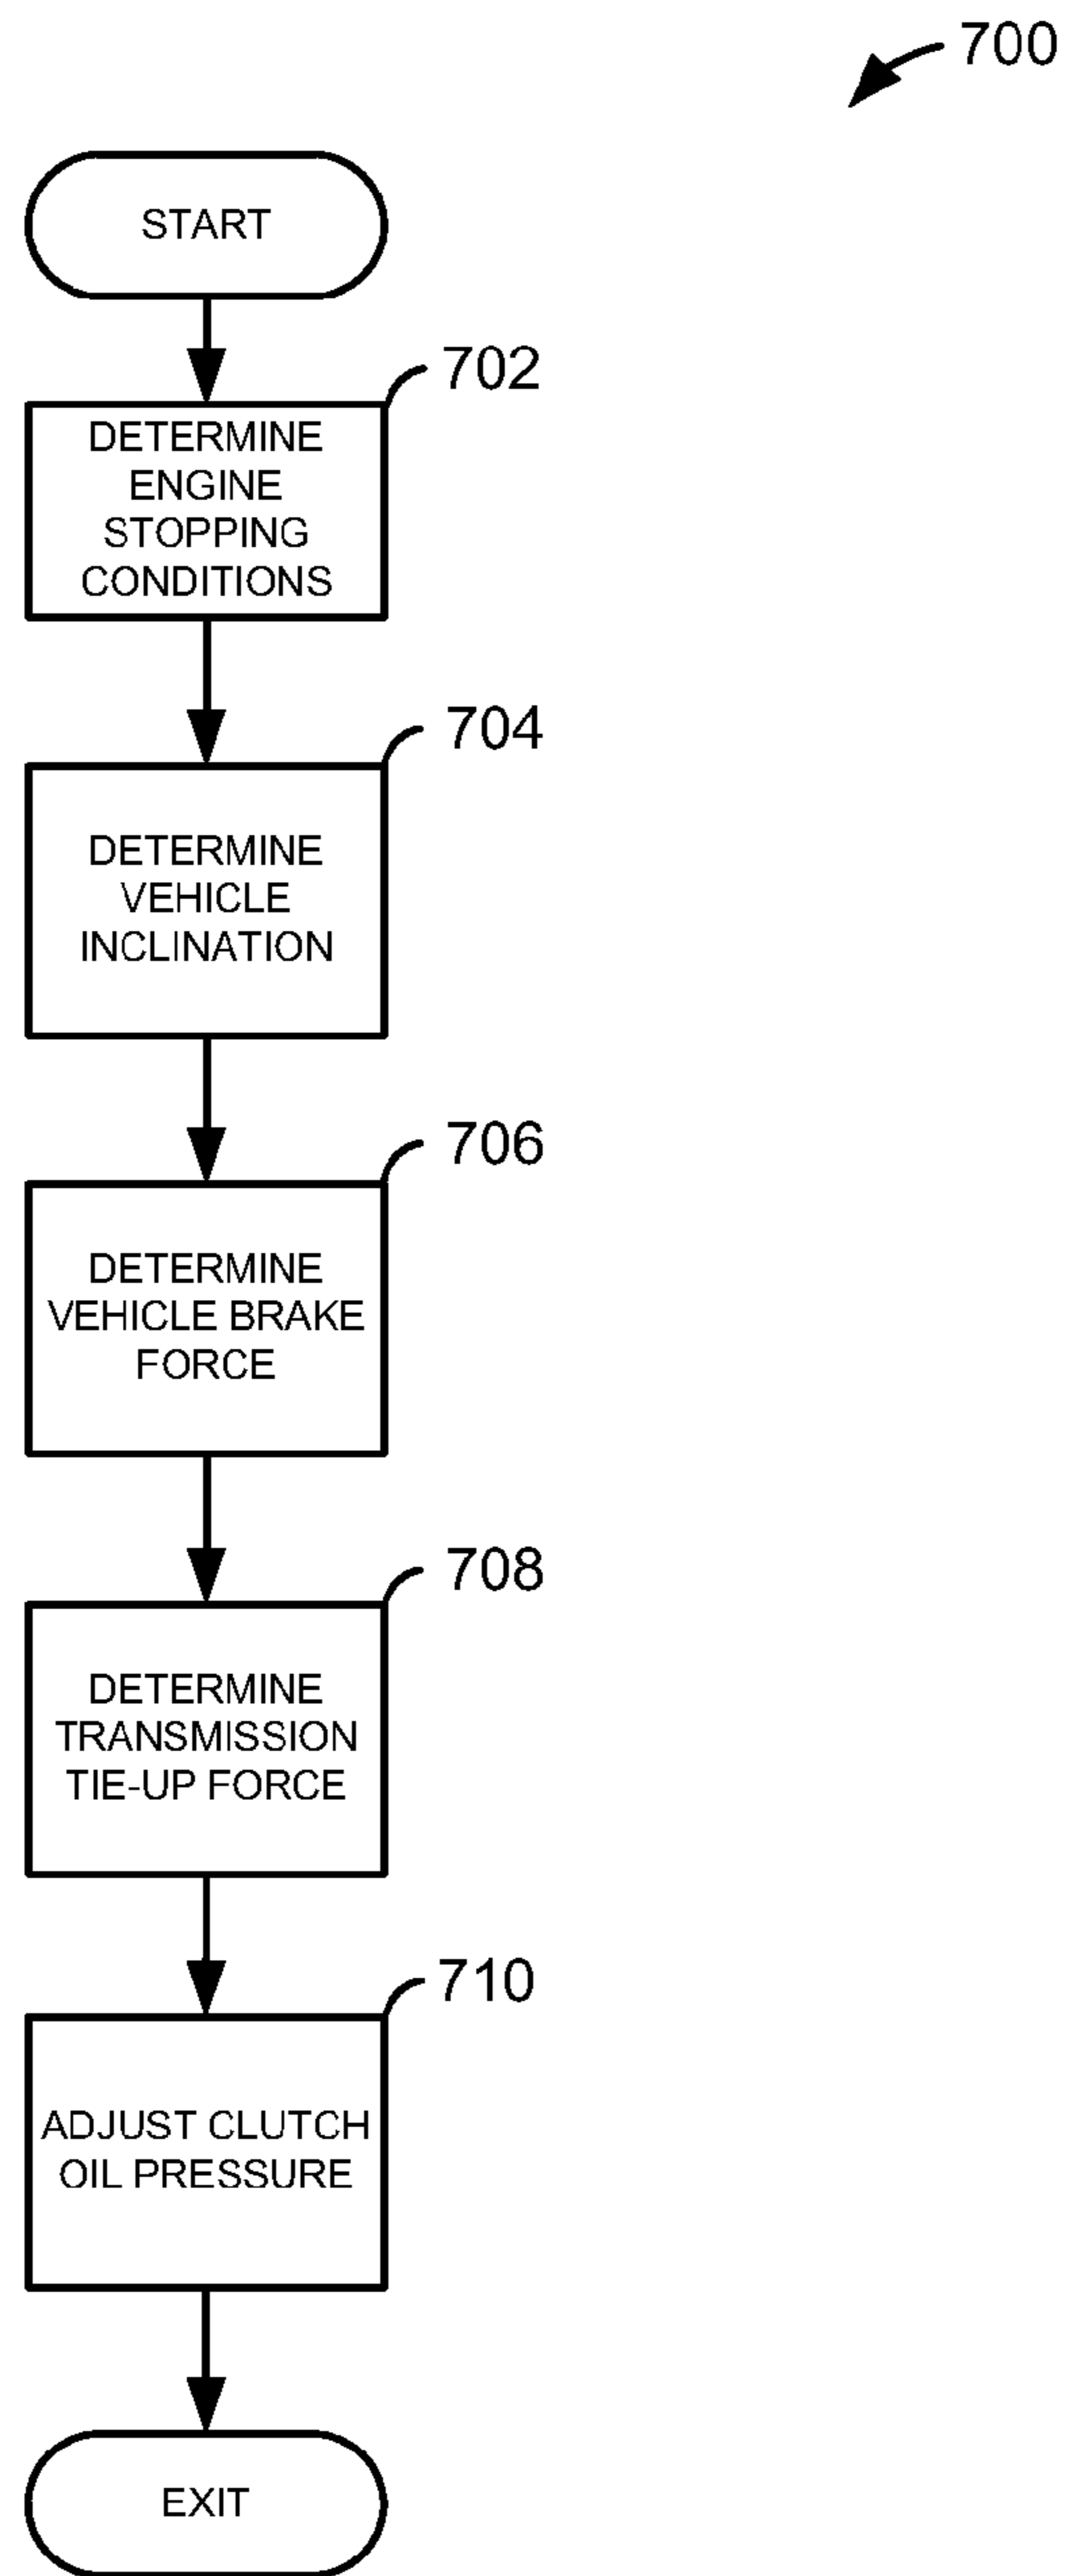 700
START
702
DETERMINE
ENGINE
STOPPING
CONDITIONS
704
DETERMINE
VEHICLE
INCLINATION
706
DETERMINE
VEHICLE BRAKE
FORCE
708
DETERMINE
TRANSMISSION
TIE-UP FORCE
710
ADJUST CLUTCH
OIL PRESSURE
EXIT